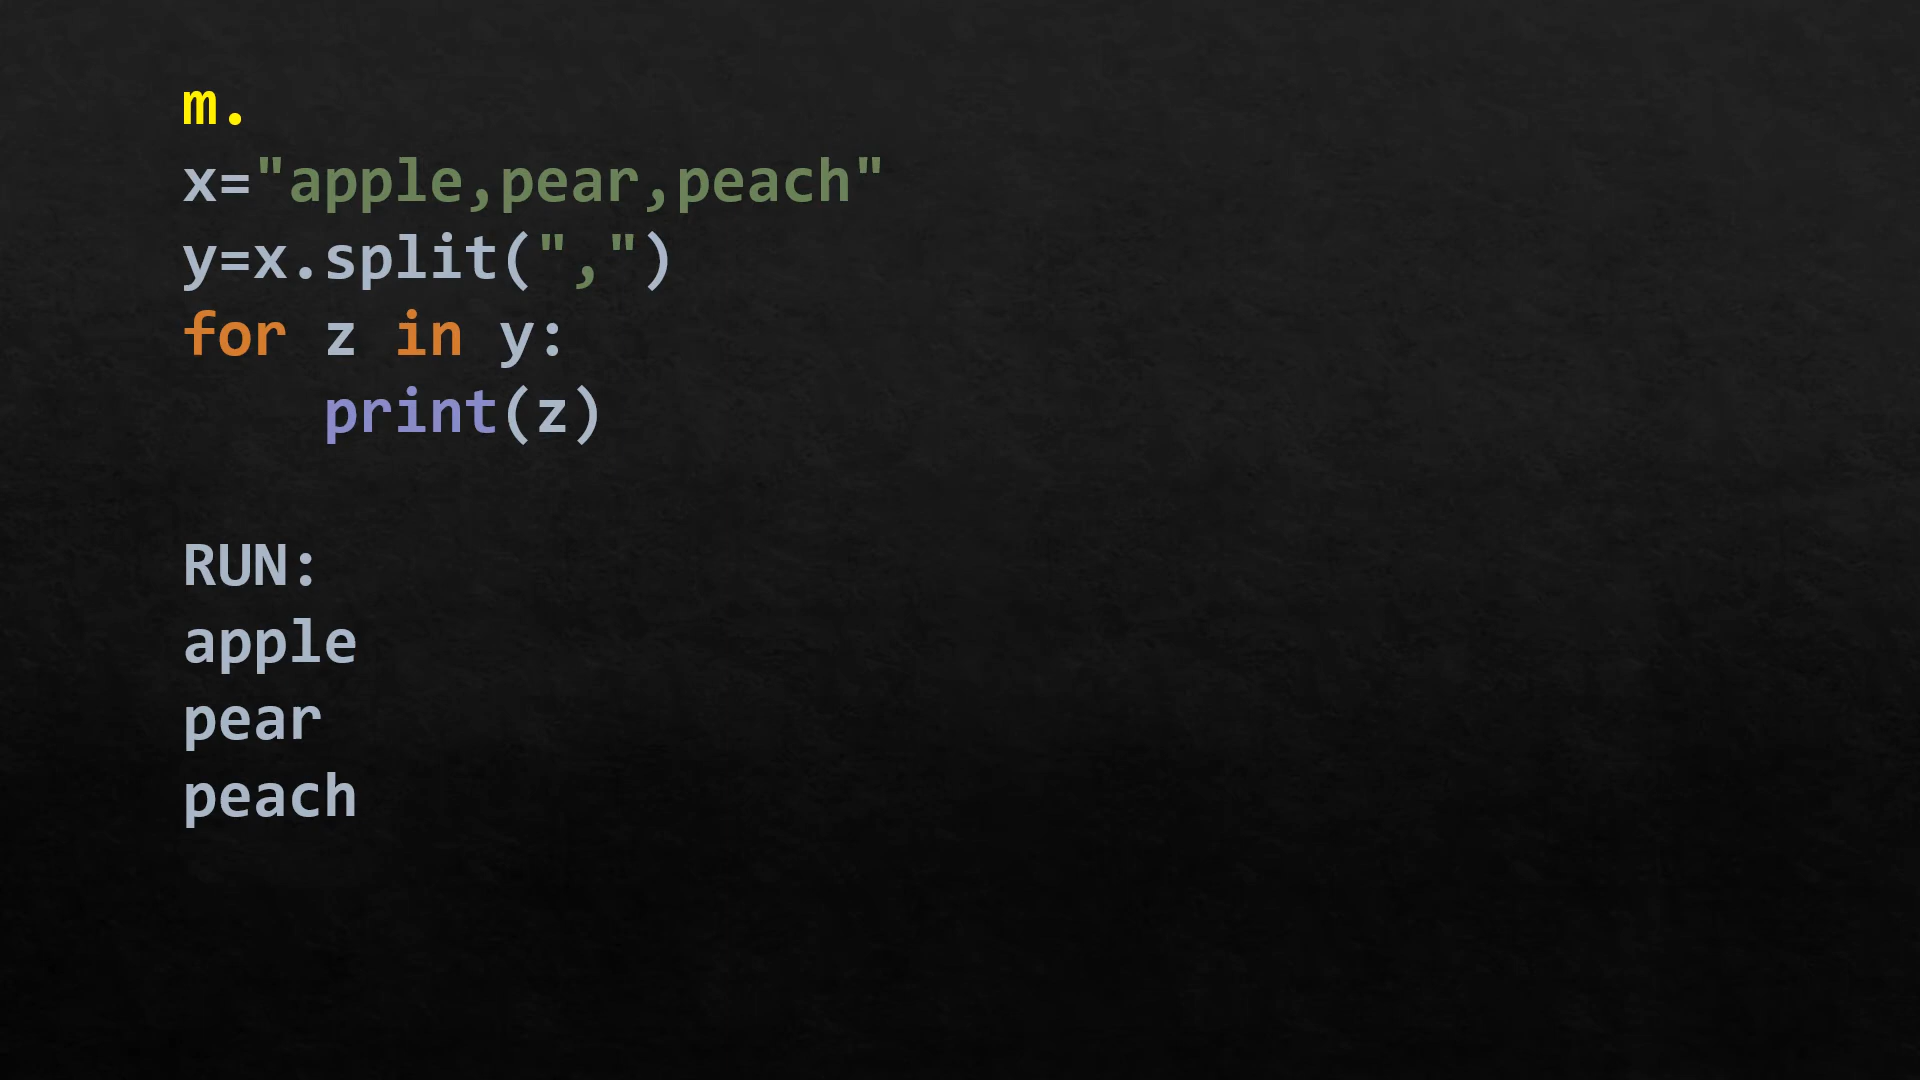 m.
x="apple,pear,peach"
y=x.split(",")
for z in y:
    print(z)
RUN:
apple
pear
peach